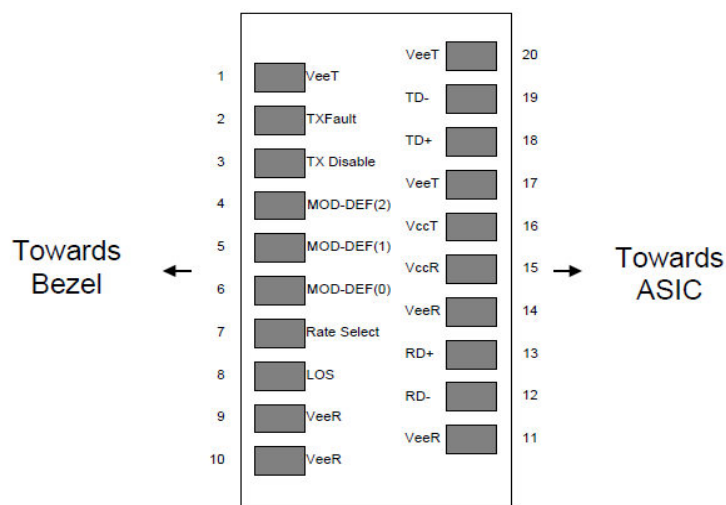 VeeT 20
1 VeeT
TD- 19
2 TXFault
TD+ 18
3 TX Disable
VeeT 17
4 MOD-DEF(2)
VccT 16
5 MOD-DEF(1)
Towards
Bezel
VccR 15
Towards
ASIC
6 MOD-DEF(0)
VeeR 14
7 Rate Select
RD+ 13
8 LOS
RD- 12
9 VeeR
VeeR 11
10 VeeR